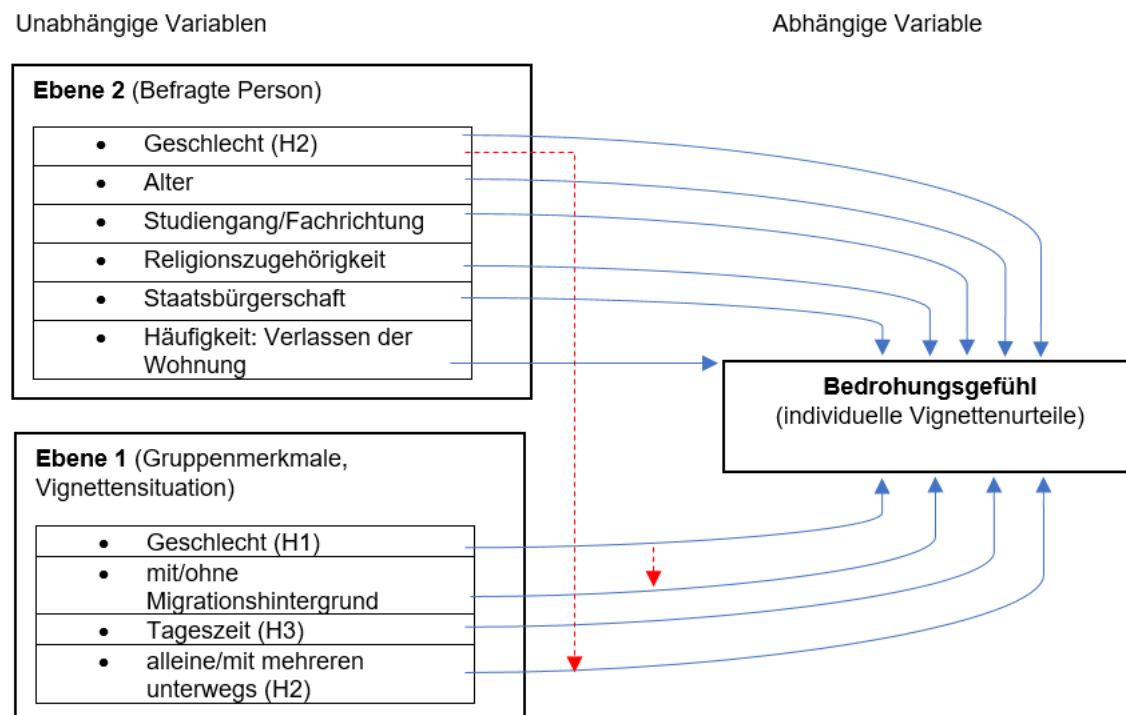 Unabhängige Variablen
Abhängige Variable
Ebene 2 (Befragte Person)
• Geschlecht (H2)
• Alter
• Studiengang/Fachrichtung
• Religionszugehörigkeit
• Staatsbürgerschaft
• Häufigkeit: Verlassen der
Wohnung
Bedrohungsgefühl
(individuelle Vignettenurteile)
Ebene 1 (Gruppenmerkmale,
Vignettensituation)
• Geschlecht (H1)
• mit/ohne
Migrationshintergrund
• Tageszeit (H3)
• alleine/mit mehreren
unterwegs (H2)